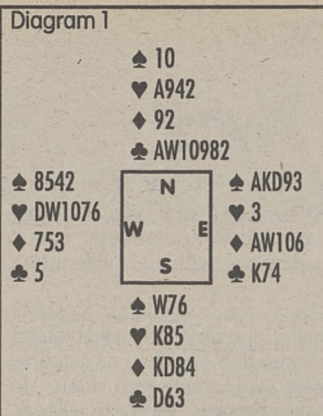 Diagram 1
♠ 10
♥ A942
♦ 92
♣ AW10982
♠ 8542
♥ DW1076
♦ 753
♣ 5
N
W E
S
♠ AKD93
♥ 3
♦ AW106
♣ K74
♠ W76
♥ K85
♦ KD84
♣ D63